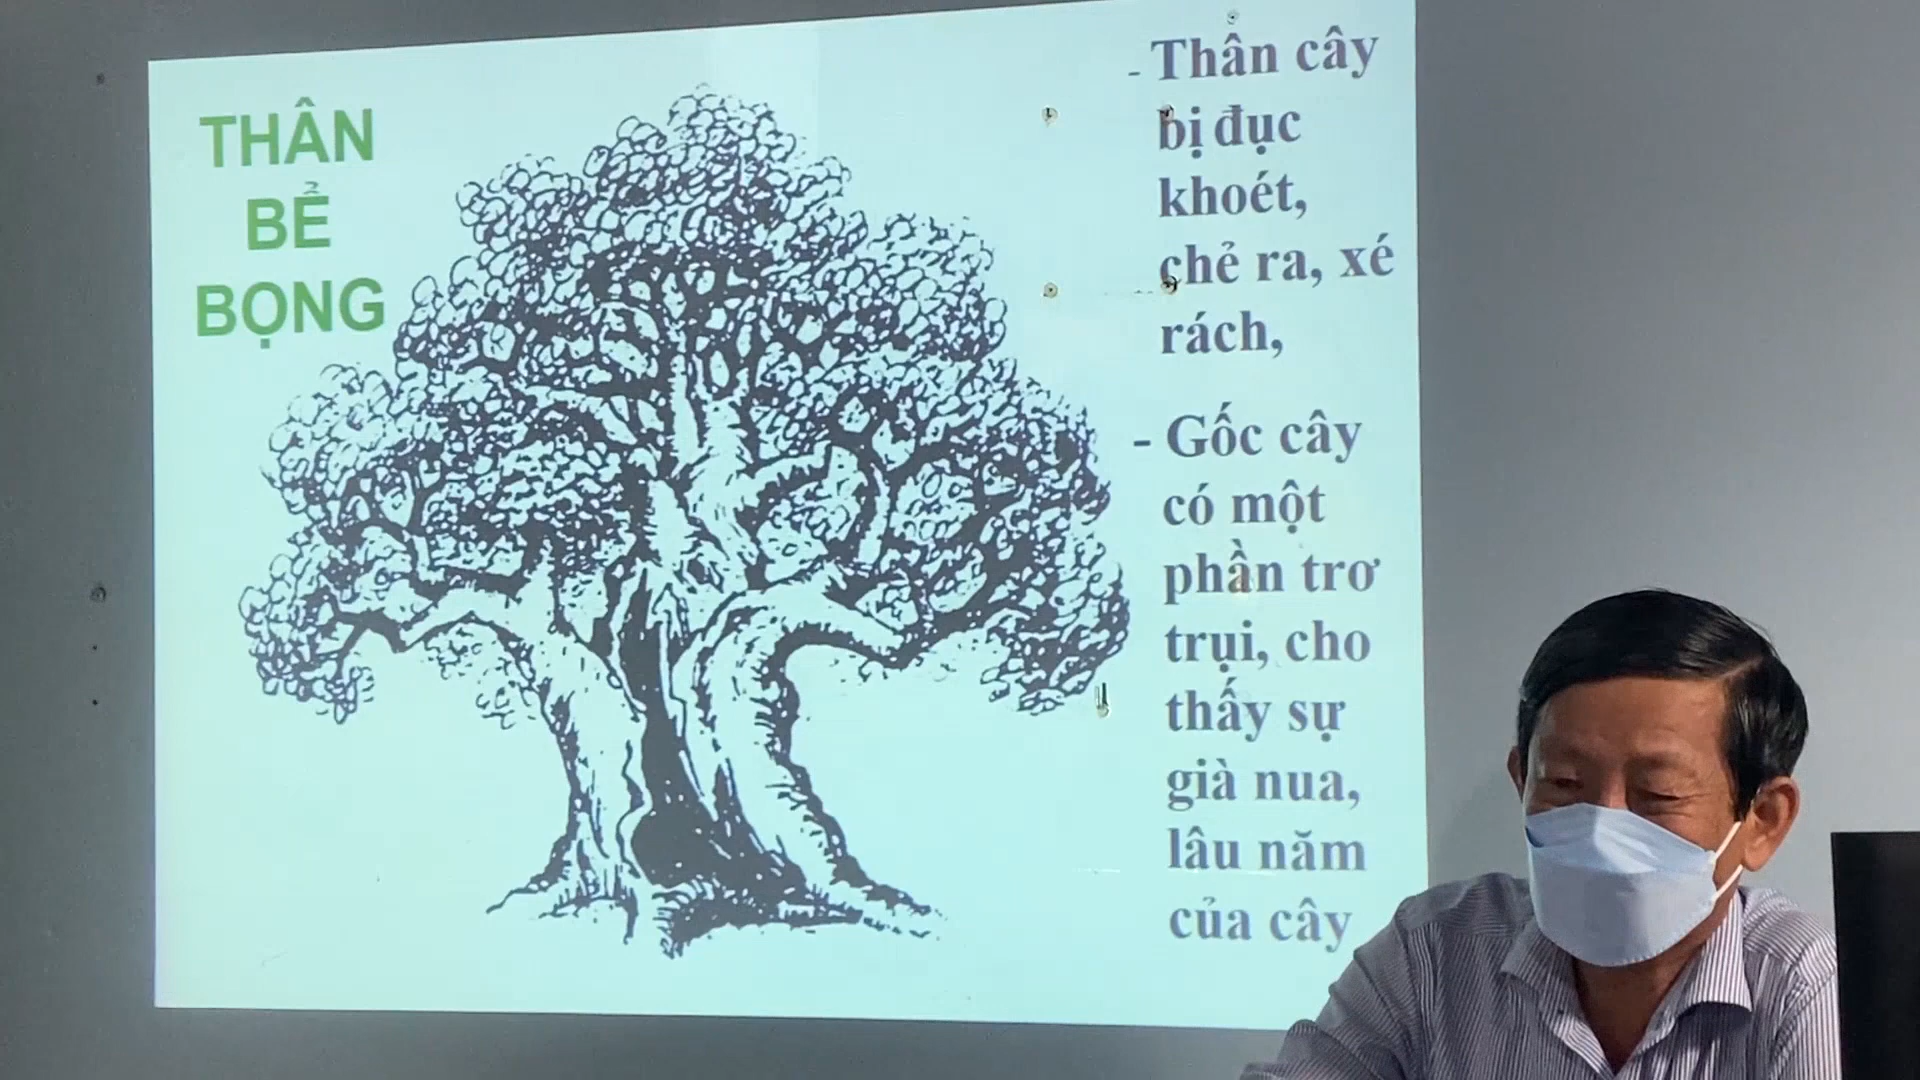 THÂN
BỂ
BỌNG
- Thân cây
bị đục
khoét,
chẻ ra, xé
rách,
- Gốc cây
có một
phần trơ
trụi, cho
thấy sự
già nua,
lâu năm
của cây